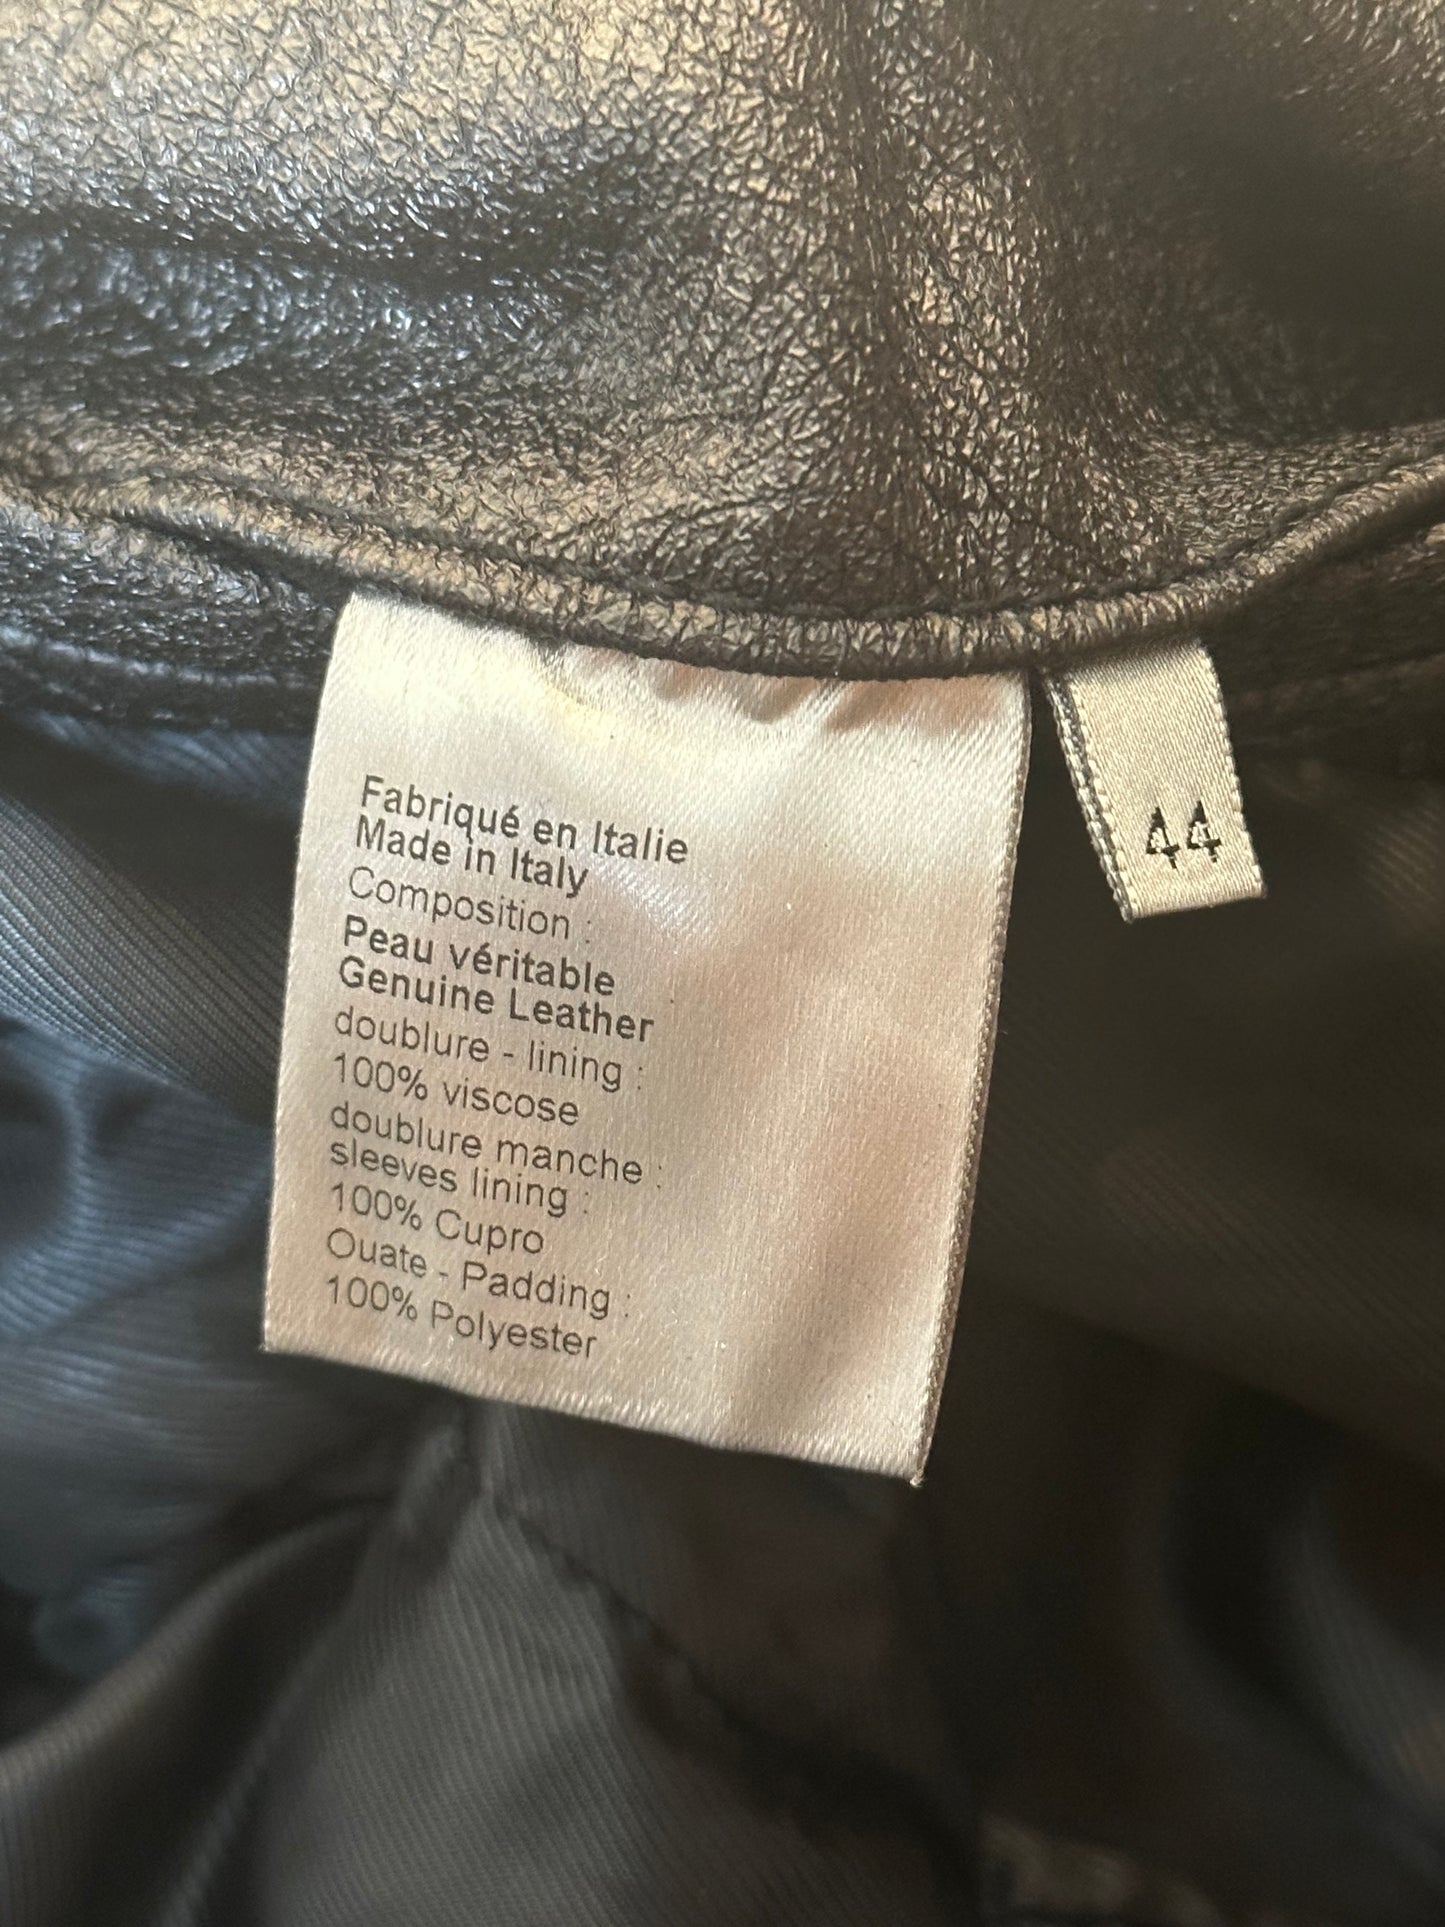 Fabriqué en Italie
Made in Italy
Composition :
Peau véritable
Genuine Leather
doublure - lining :
100% viscose
doublure manche :
sleeves lining :
100% Cupro
Ouate - Padding :
100% Polyester
44